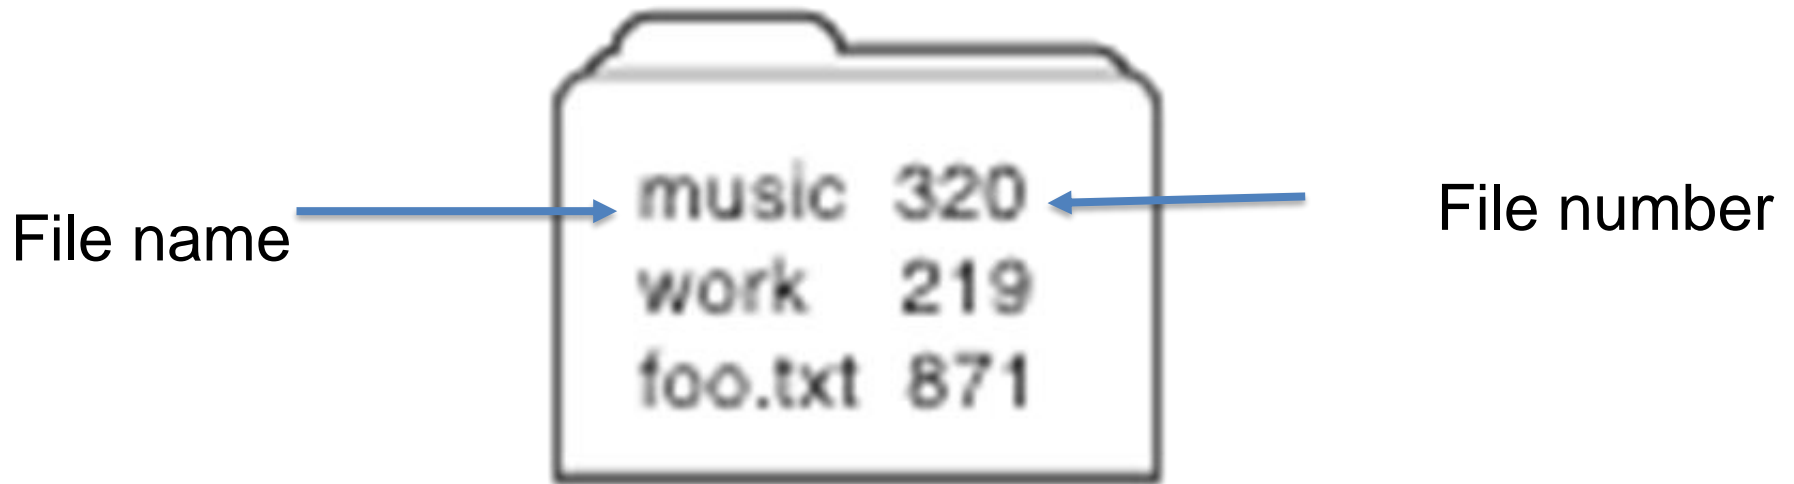 File name
music 320
File number
work 219
foo.txt 871